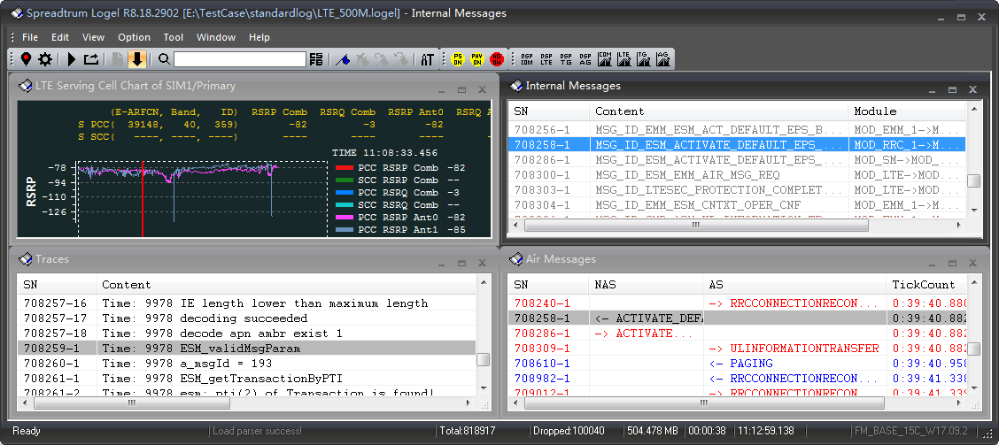 Spreadtrum Logel R8.18.2902 [E:\TestCase\standardlog\LTE_500M.logel] - Internal Messages
File Edit View Option Tool Window Help
ESFB AT PS ON PHY ON DSP COM DSP LTE DSP TG DSP AG COM LTE TG AG
LTE Serving Cell Chart of SIM1/Primary
(E-ARFCN, Band, ID) RSRP Comb RSRQ Comb RSRP Ant0 RSRQ A
S PCC( 39148, 40, 359) -82 -3 -82
S SCC( ----, ----, ----) -- -- --
TIME 11:08:33.456
RSRP
-78
-94
-110
-126
PCC RSRP Comb -82
SCC RSRP Comb --
PCC RSRQ Comb -3
SCC RSRQ Comb --
PCC RSRP Ant0 -82
PCC RSRP Ant1 -85
Internal Messages
SN Content Module
708256-1 MSG_ID_EMM_ESM_ACT_DEFAULT_EPS_B... MOD_EMM_1->M...
708258-1 MSG_ID_ESM_ACTIVATE_DEFAULT_EPS_... MOD_RRC_1->M...
708286-1 MSG_ID_ESM_ACTIVATE_DEFAULT_EPS_... MOD_SM->MOD_...
708300-1 MSG_ID_ESM_EMM_AIR_MSG_REQ MOD_LTE->MOD...
708303-1 MSG_ID_LTESEC_PROTECTION_COMPLET... MOD_LTE->MOD...
708304-1 MSG_ID_EMM_ESM_CNTXT_OPER_CNF MOD_EMM_1->M...
Traces
SN Content
708257-16 Time: 9978 IE length lower than maximum length
708257-17 Time: 9978 decoding succeeded
708257-18 Time: 9978 decode apn ambr exist 1
708259-1 Time: 9978 ESM_validMsgParam
708260-1 Time: 9978 a_msgId = 193
708261-1 Time: 9978 ESM_getTransactionByPTI
708261-2 Time: 9978 esm: pti(2) of Transaction is found!
Air Messages
SN NAS AS TickCount
708240-1 -> RRCCONNECTIONRECON... 0:39:40.880
708258-1 <- ACTIVATE_DEFA 0:39:40.882
708286-1 -> ACTIVATE... 0:39:40.882
708309-1 -> ULINFORMATIONTRANSFER 0:39:40.882
708610-1 <- PAGING 0:39:40.958
708982-1 <- RRCCONNECTIONRECON... 0:39:41.338
709012-1 -> RRCCONNECTIONRECON... 0:39:41.339
Ready Load parser success! Total:818917 Dropped:100040 504.478 MB 00:00:38 11:12:59.138 FM_BASE_15C_W17.09.2